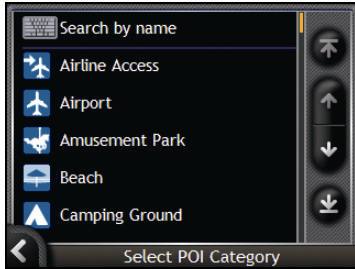 Search by name
Airline Access
Airport
Amusement Park
Beach
Camping Ground
Select POI Category